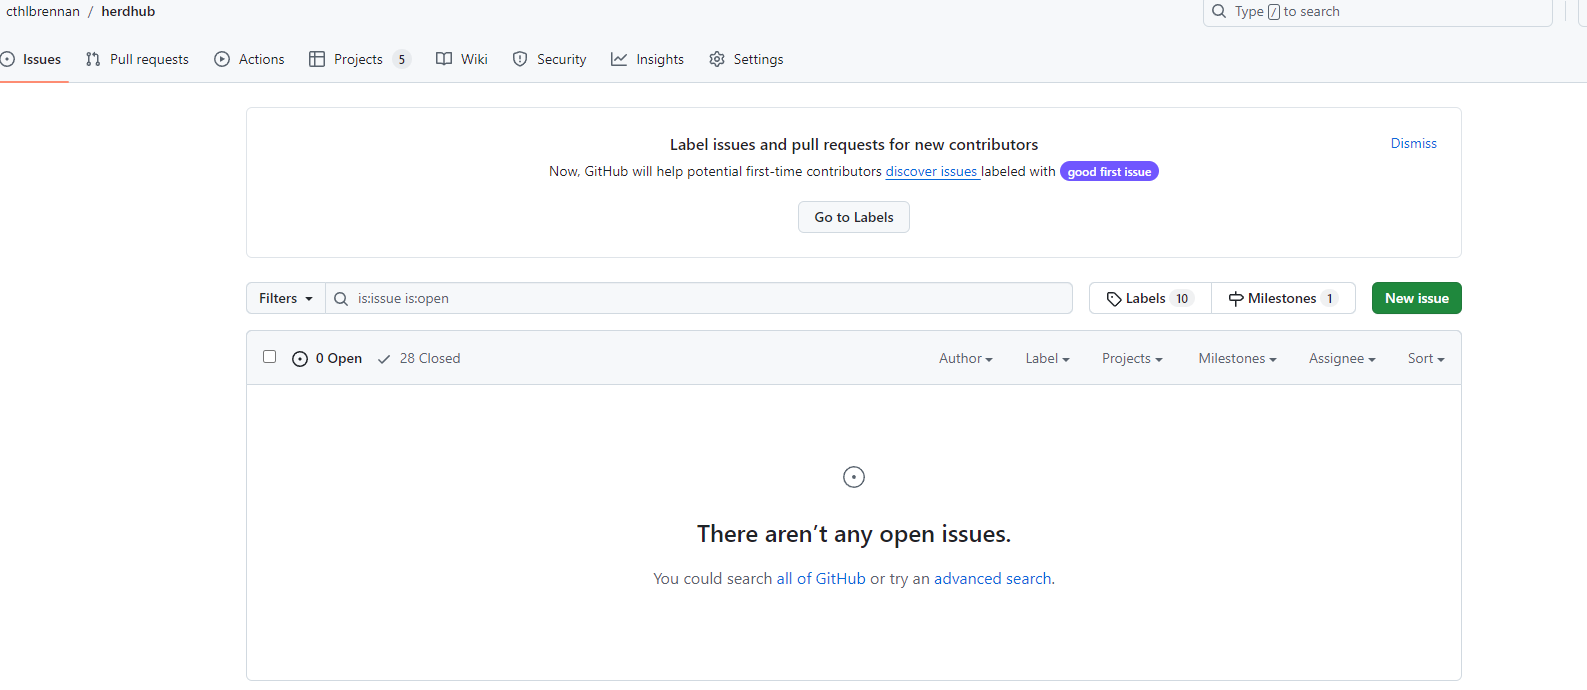 cthlbrennan / herdhub
Type / to search
Issues Pull requests Actions Projects 5 Wiki Security Insights Settings
Label issues and pull requests for new contributors
Dismiss
Now, GitHub will help potential first-time contributors discover issues labeled with good first issue
Go to Labels
Filters is:issue is:open Labels 10 Milestones 1 New issue
0 Open 28 Closed Author Label Projects Milestones Assignee Sort
There aren’t any open issues.
You could search all of GitHub or try an advanced search.